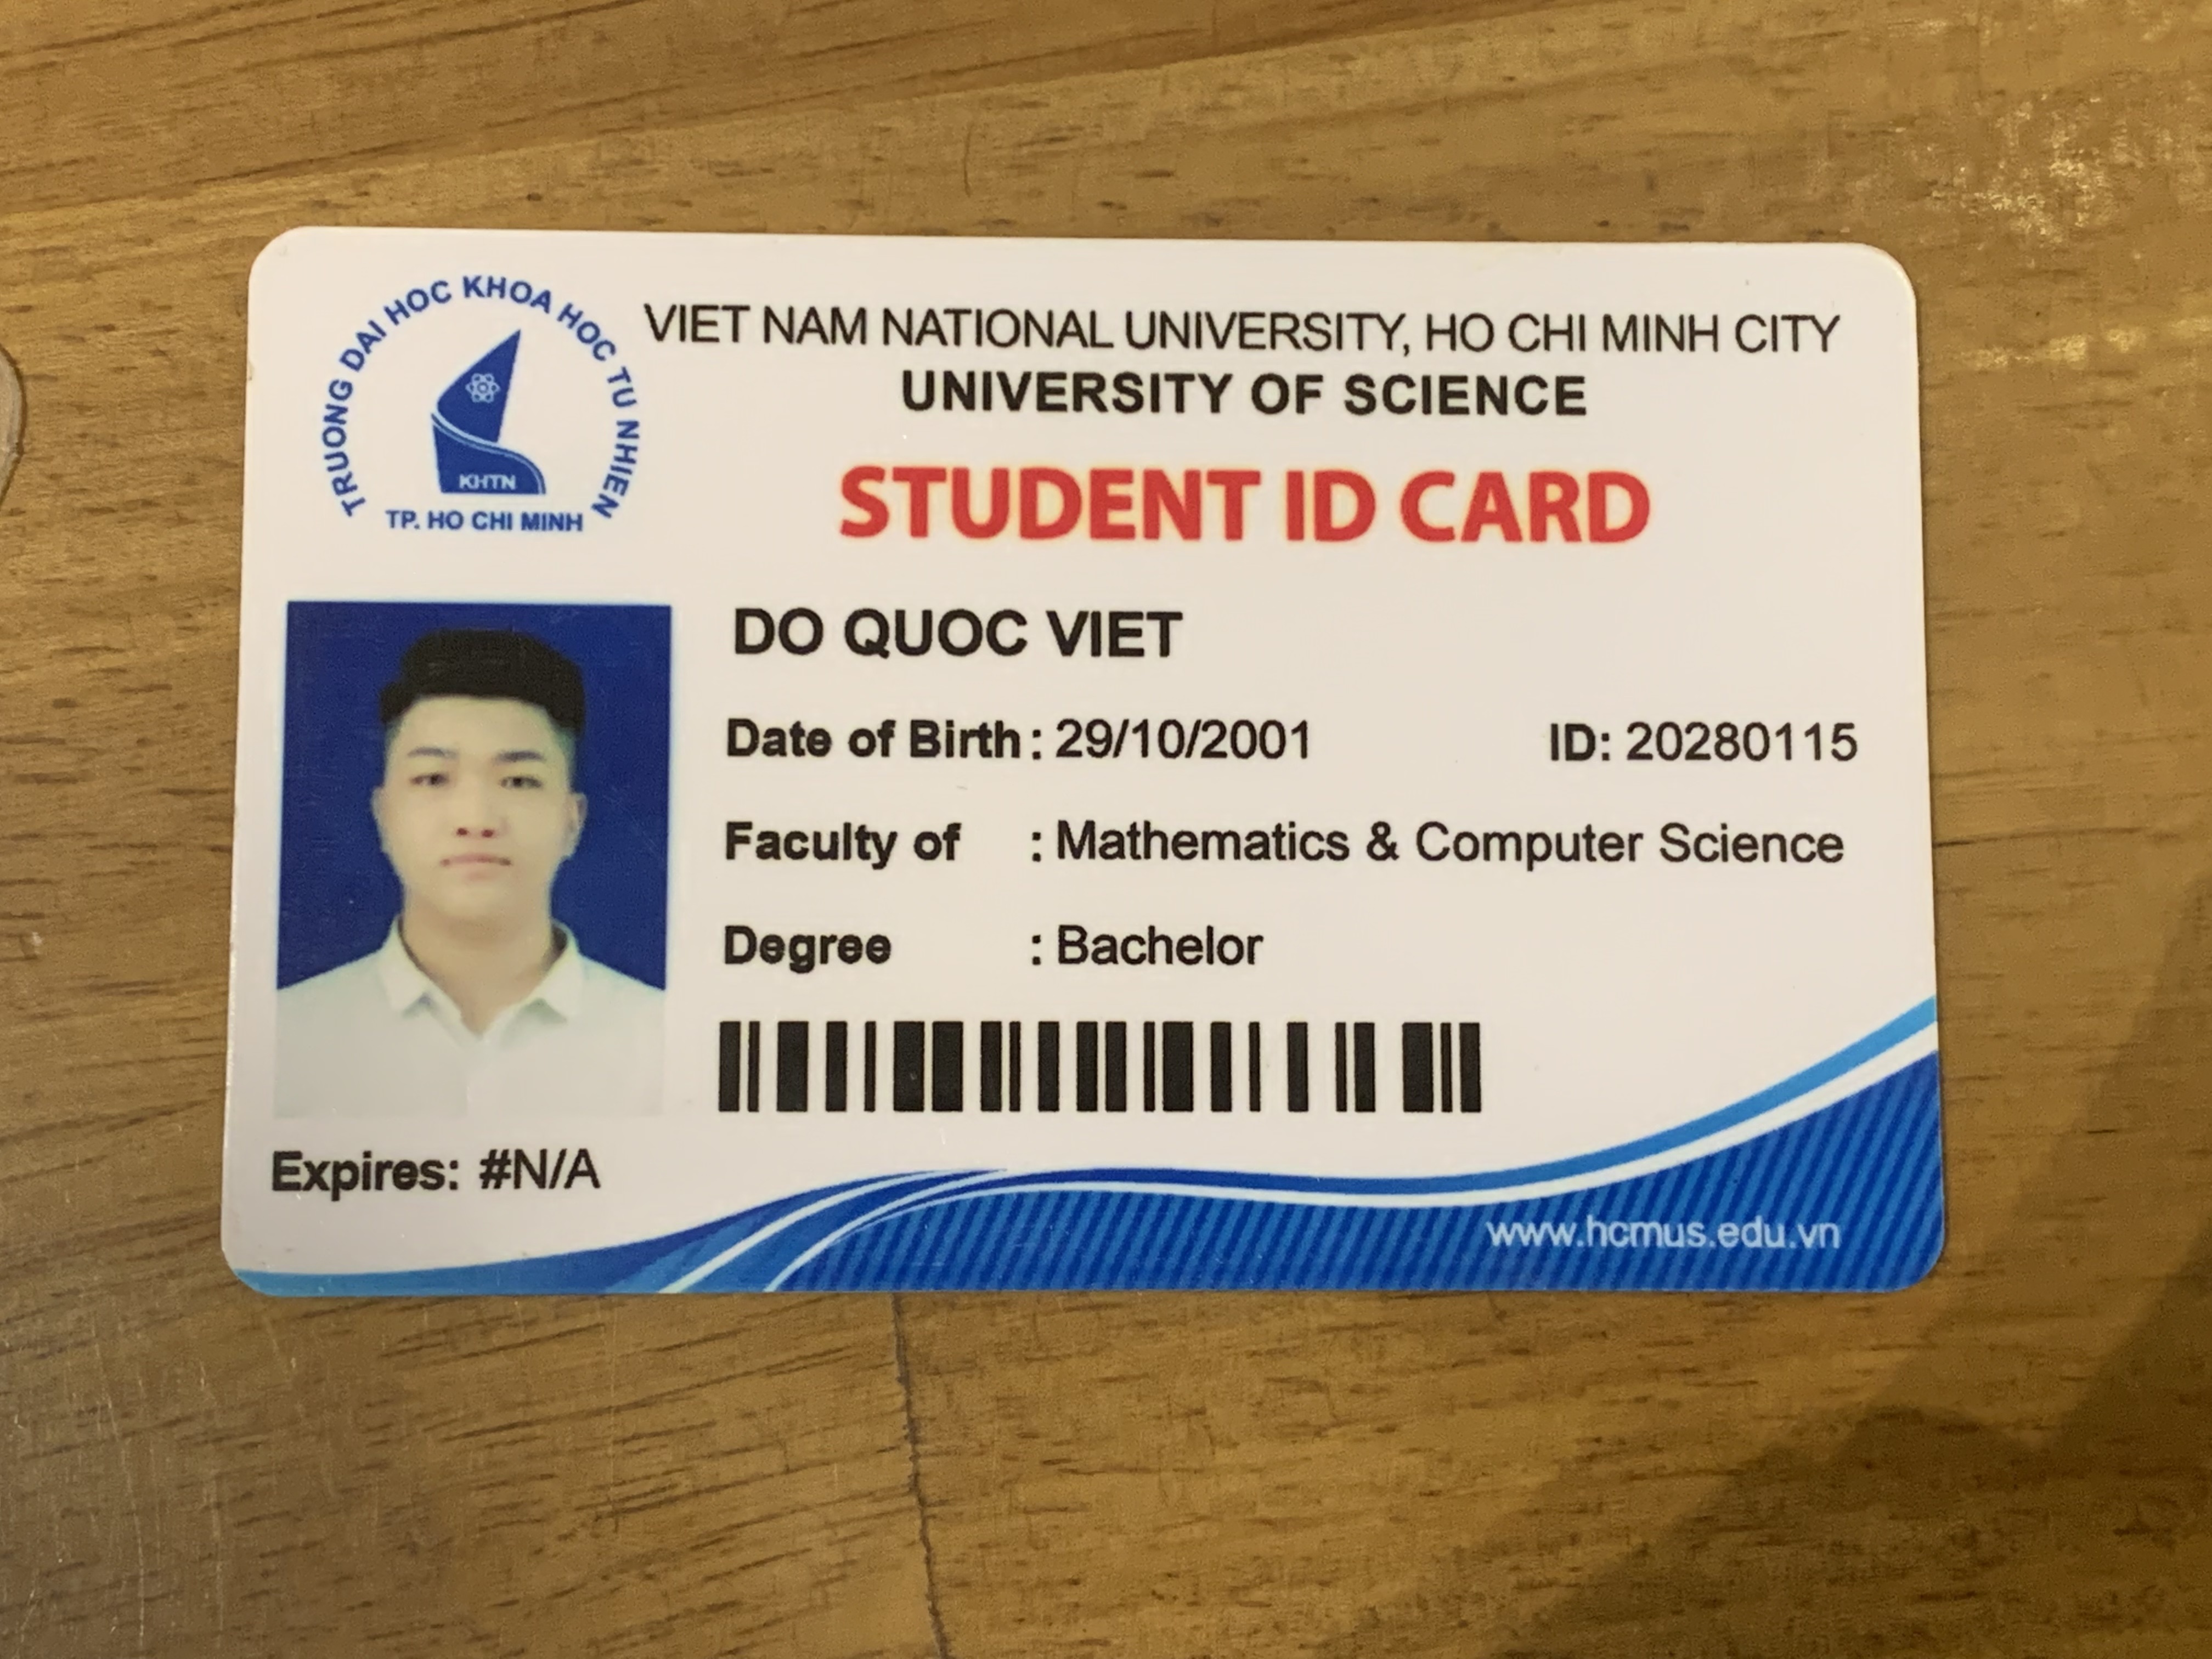 TRUONG DAI HOC KHOA HOC TU NHIEN
KHTN
TP. HO CHI MINH
VIET NAM NATIONAL UNIVERSITY, HO CHI MINH CITY
UNIVERSITY OF SCIENCE
STUDENT ID CARD
DO QUOC VIET
Date of Birth : 29/10/2001 ID: 20280115
Faculty of : Mathematics & Computer Science
Degree : Bachelor
Expires: #N/A
www.hcmus.edu.vn